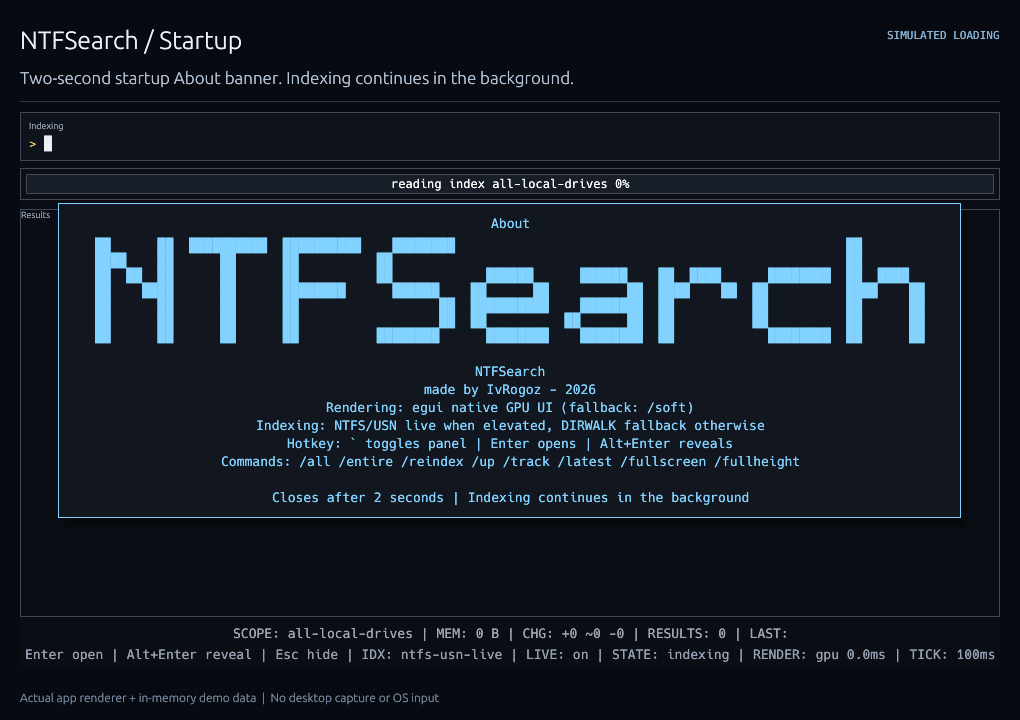 NTFSearch / Startup
SIMULATED LOADING
Two-second startup About banner. Indexing continues in the background.
Indexing
>
reading index all-local-drives 0%
Results
About
NTFSearch
NTFSearch
made by IvRogoz - 2026
Rendering: egui native GPU UI (fallback: /soft)
Indexing: NTFS/USN live when elevated, DIRWALK fallback otherwise
Hotkey: ` toggles panel | Enter opens | Alt+Enter reveals
Commands: /all /entire /reindex /up /track /latest /fullscreen /fullheight
Closes after 2 seconds | Indexing continues in the background
SCOPE: all-local-drives | MEM: 0 B | CHG: +0 ~0 -0 | RESULTS: 0 | LAST:
Enter open | Alt+Enter reveal | Esc hide | IDX: ntfs-usn-live | LIVE: on | STATE: indexing | RENDER: gpu 0.0ms | TICK: 100ms
Actual app renderer + in-memory demo data | No desktop capture or OS input